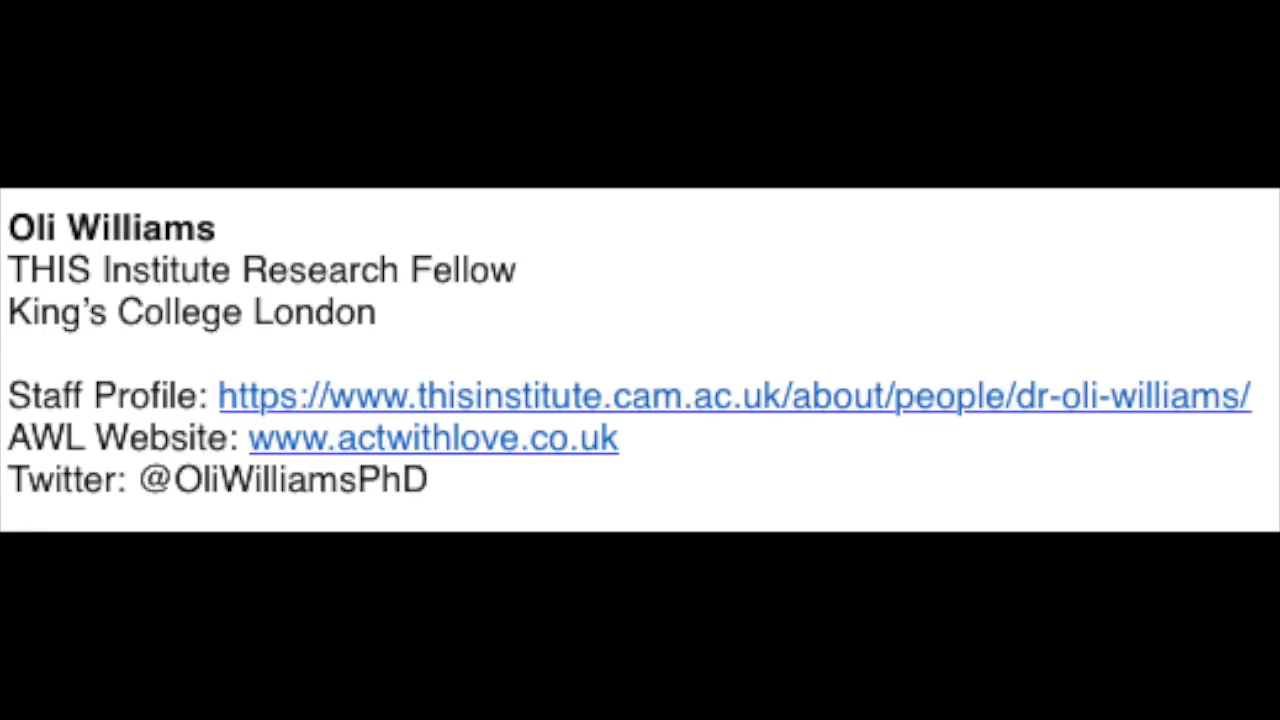 Oli Williams
THIS Institute Research Fellow
King’s College London
Staff Profile: https://www.thisinstitute.cam.ac.uk/about/people/dr-oli-williams/
AWL Website: www.actwithlove.co.uk
Twitter: @OliWilliamsPhD